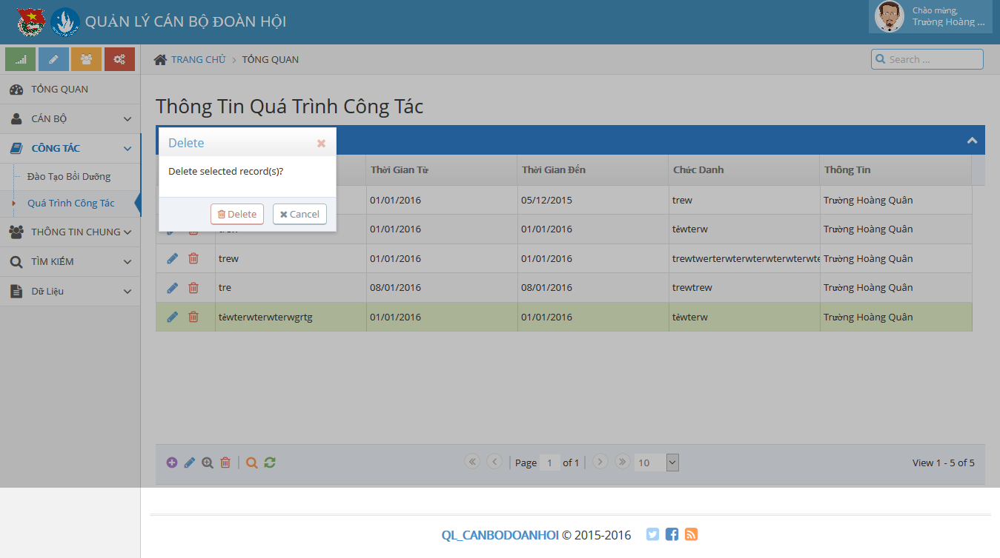 QUẢN LÝ CÁN BỘ ĐOÀN HỘI
Chào mừng,
Trường Hoàng ...
TRANG CHỦ > TỔNG QUAN
Search ...
TỔNG QUAN
CÁN BỘ
CÔNG TÁC
Đào Tạo Bồi Dưỡng
Quá Trình Công Tác
THÔNG TIN CHUNG
TÌM KIẾM
Dữ Liệu
Thông Tin Quá Trình Công Tác
Delete
Delete selected record(s)?
Delete Cancel
Thời Gian Từ Thời Gian Đến Chức Danh Thông Tin
01/01/2016 05/12/2015 trew Trường Hoàng Quân
01/01/2016 01/01/2016 tẻwterw Trường Hoàng Quân
trew 01/01/2016 01/01/2016 trewtwerterwterwterwterwterwte Trường Hoàng Quân
tre 08/01/2016 08/01/2016 trewtrew Trường Hoàng Quân
tẻwterwterwterwgrtg 01/01/2016 01/01/2016 tẻwterw Trường Hoàng Quân
Page 1 of 1 10 View 1 - 5 of 5
QL_CANBODOANHOI © 2015-2016